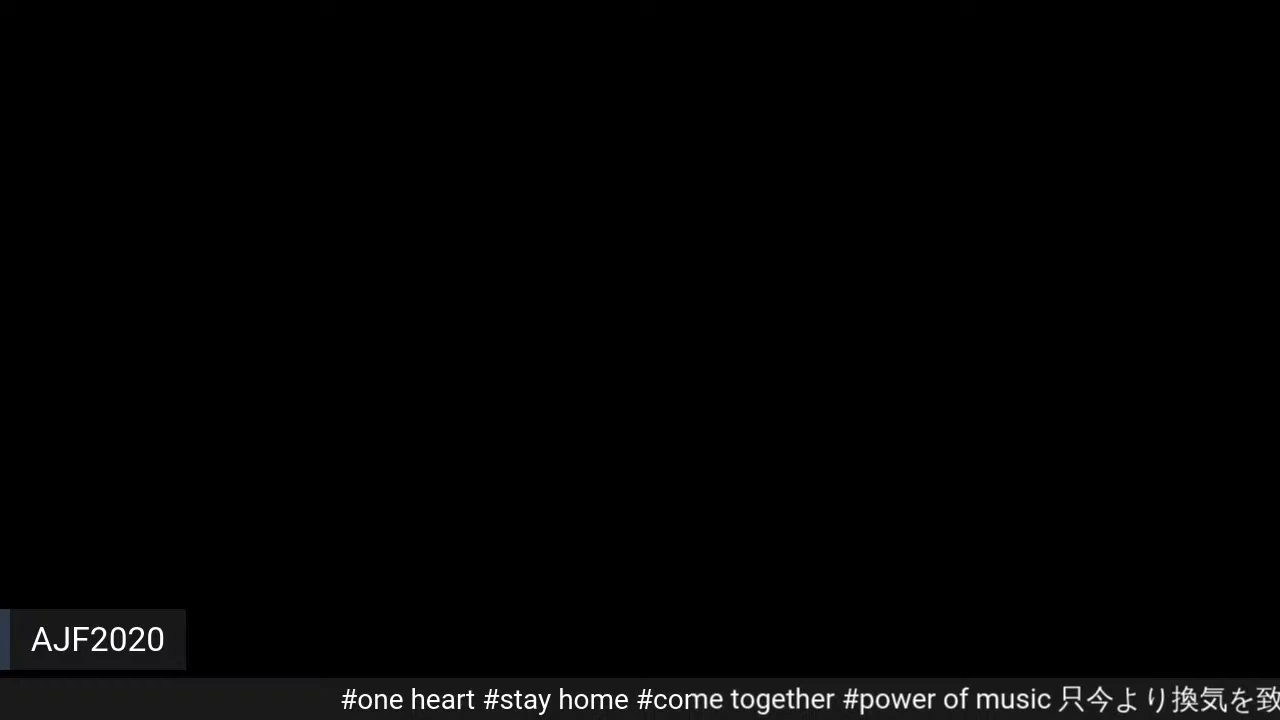 AJF2020
#one heart #stay home #come together #power of music 只今より換気を致